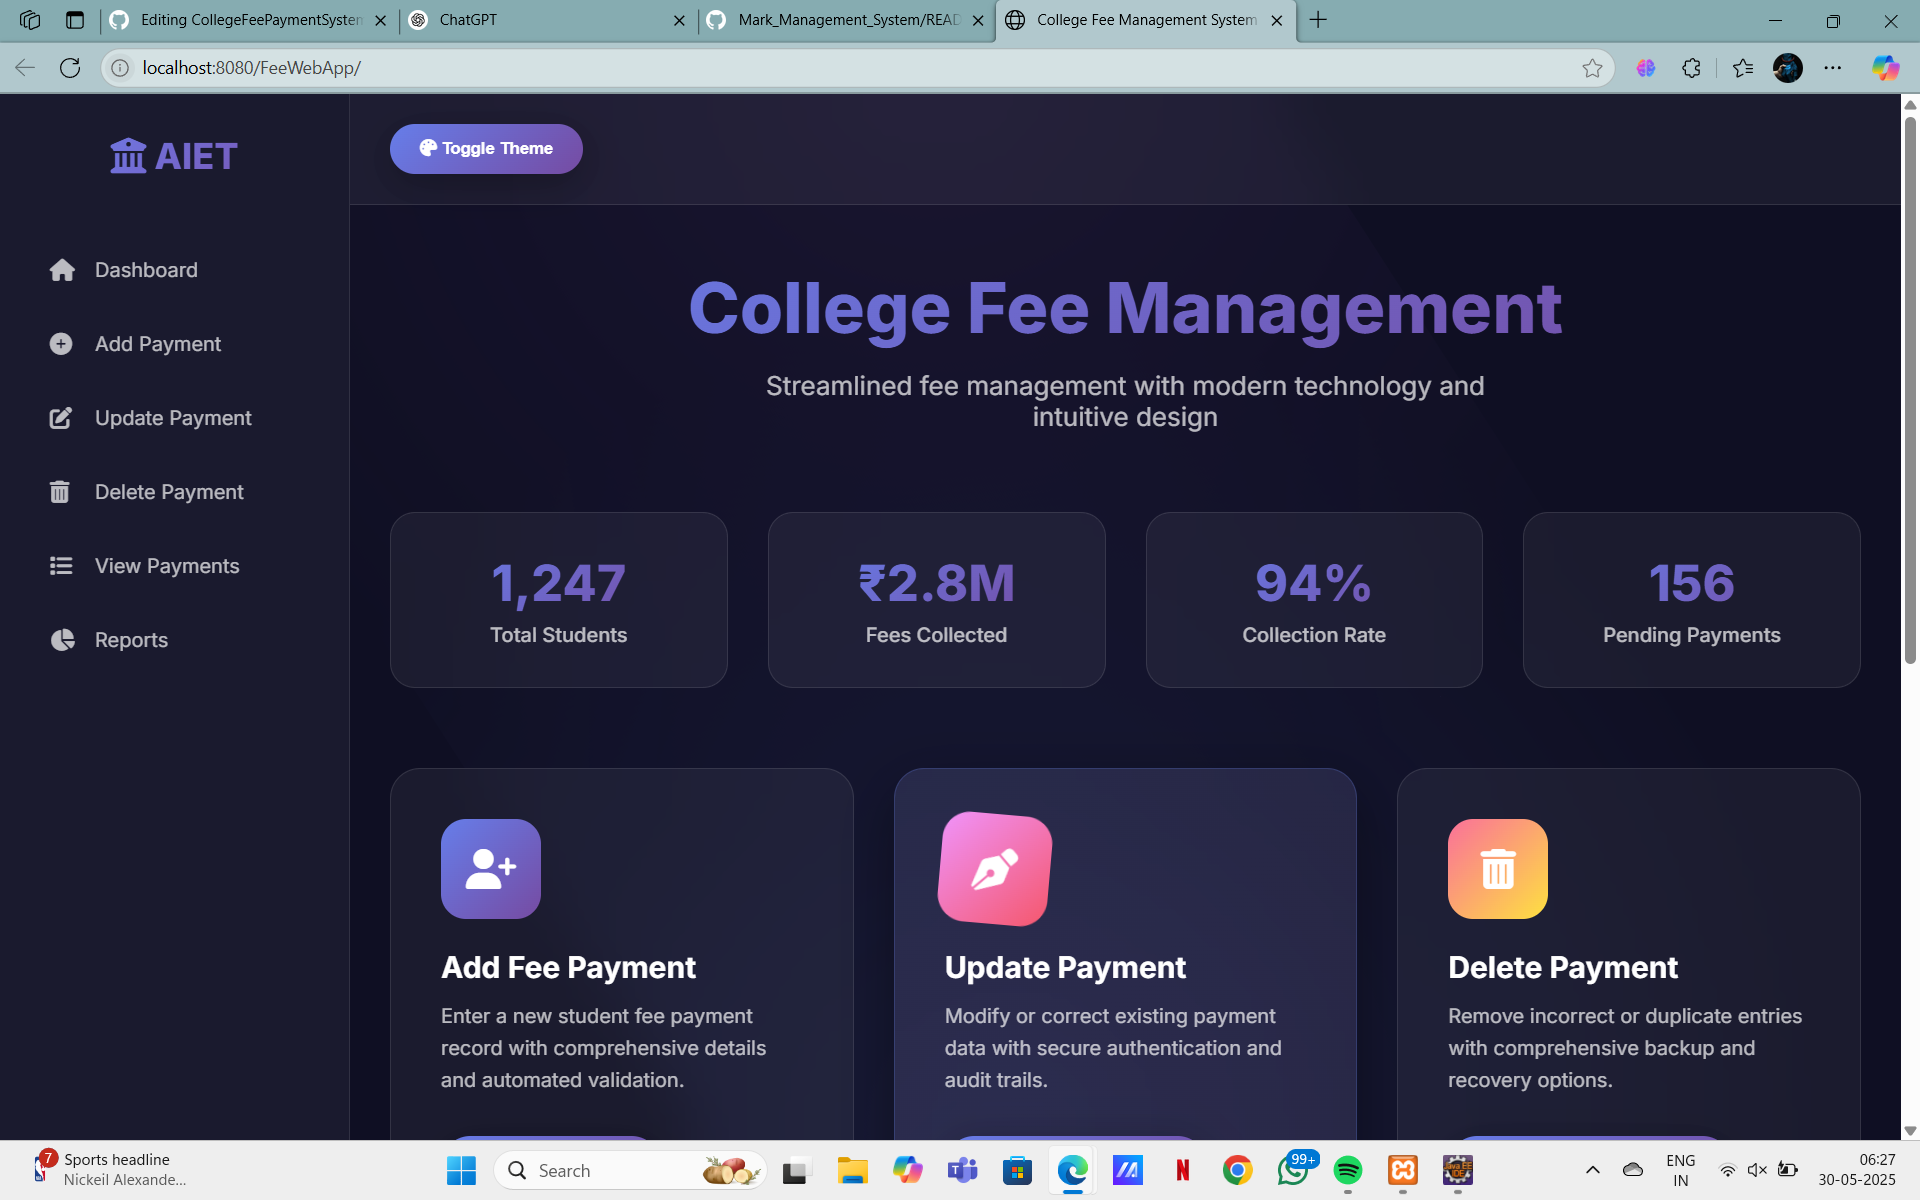 Editing CollegeFeePaymentSystem
ChatGPT
Mark_Management_System/READ
College Fee Management System
localhost:8080/FeeWebApp/
AIET
Toggle Theme
Dashboard
Add Payment
Update Payment
Delete Payment
View Payments
Reports
College Fee Management
Streamlined fee management with modern technology and
intuitive design
1,247
Total Students
₹2.8M
Fees Collected
94%
Collection Rate
156
Pending Payments
Add Fee Payment
Enter a new student fee payment
record with comprehensive details
and automated validation.
Update Payment
Modify or correct existing payment
data with secure authentication and
audit trails.
Delete Payment
Remove incorrect or duplicate entries
with comprehensive backup and
recovery options.
7
Sports headline
Nickeil Alexande...
Search
99+
ENG
IN
06:27
30-05-2025